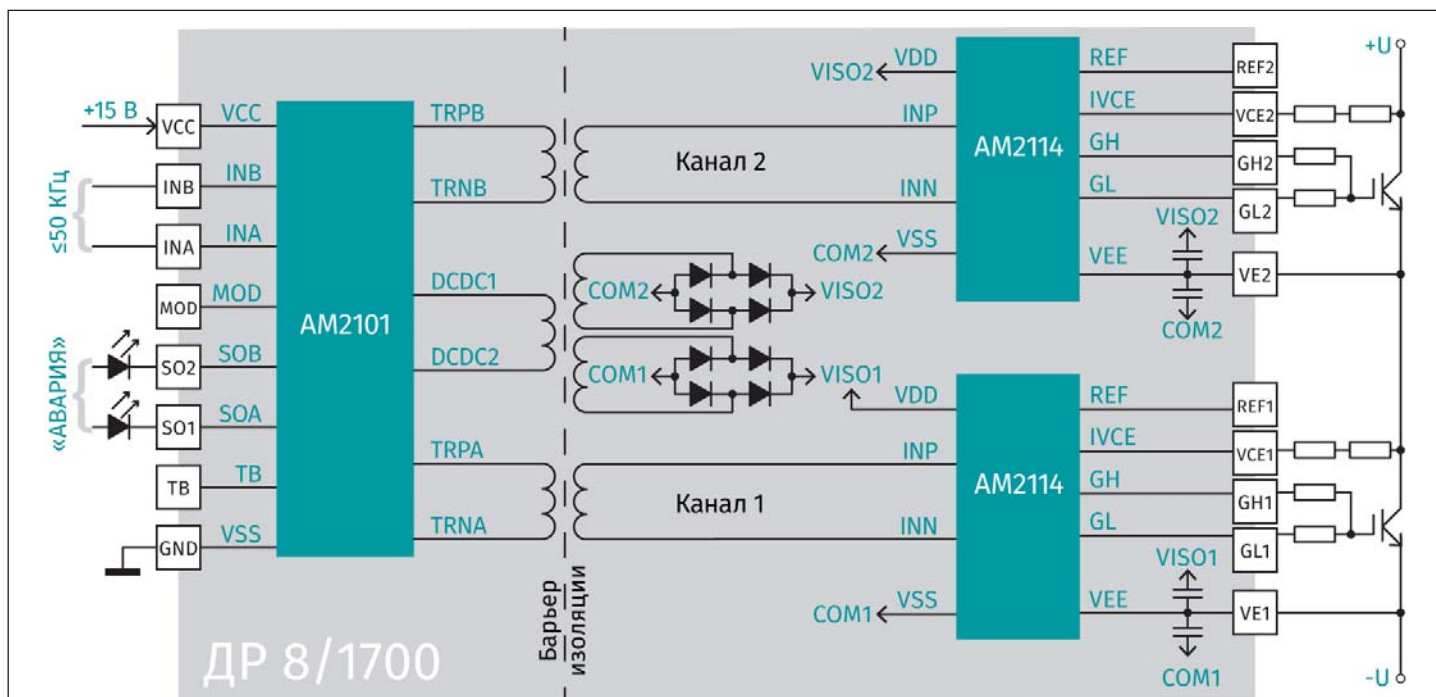 +15 В
≤50 КГц
«АВАРИЯ»
VCC
INB
INA
MOD
SO2
SO1
TB
GND
VCC
INB
INA
MOD
SOB
SOA
TB
VSS
AM2101
TRPB
TRNB
DCDC1
DCDC2
TRPA
TRNA
Барьер
изоляции
Канал 2
COM2
VISO2
COM1
VISO1
Канал 1
VISO2
VDD
INP
INN
COM2
VSS
AM2114
REF
IVCE
GH
GL
VISO2
VEE
COM2
REF2
VCE2
GH2
GL2
VE2
+U
VDD
INP
INN
COM1
VSS
AM2114
REF
IVCE
GH
GL
VISO1
VEE
COM1
REF1
VCE1
GH1
GL1
VE1
-U
ДР 8/1700